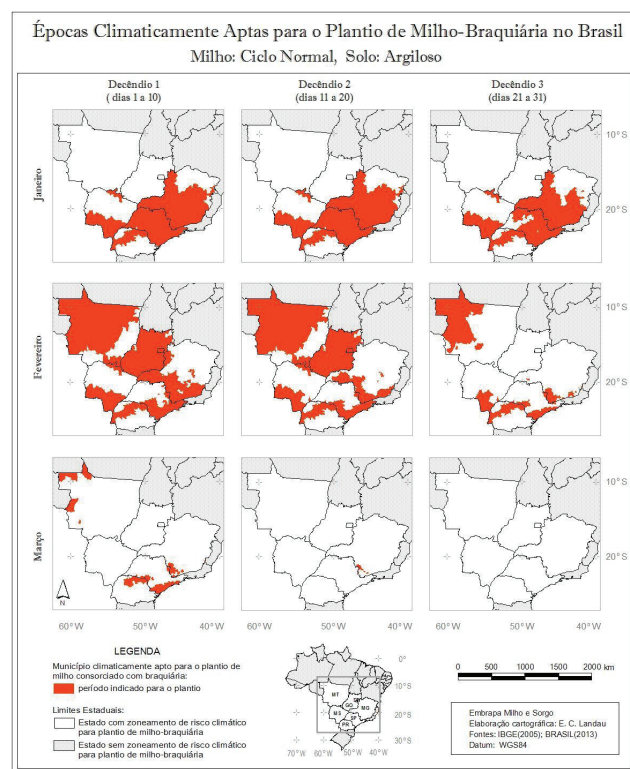 Épocas Climaticamente Aptas para o Plantio de Milho-Braquiária no Brasil
Milho: Ciclo Normal, Solo: Argiloso
Decêndio 1
( dias 1 a 10)
Decêndio 2
(dias 11 a 20)
Decêndio 3
(dias 21 a 31)
Janeiro
10°S
20°S
Fevereiro
10°S
20°S
Março
10°S
20°S
N
60°W 50°W 40°W
60°W 50°W 40°W
60°W 50°W 40°W
LEGENDA
Município climaticamente apto para o plantio de
milho consorciado com braquiária:
período indicado para o plantio
Limites Estaduais:
Estado com zoneamento de risco climático
para plantio de milho-braquiária
Estado sem zoneamento de risco climático
para plantio de milho-braquiária
0°
10°S
20°S
30°S
MT
GO
MG
MS
SP
PR
70°W 60°W 50°W 40°W
0 500 1000 1500 2000 km
Embrapa Milho e Sorgo
Elaboração cartográfica: E. C. Landau
Fontes: IBGE(2005); BRASIL(2013)
Datum: WGS84